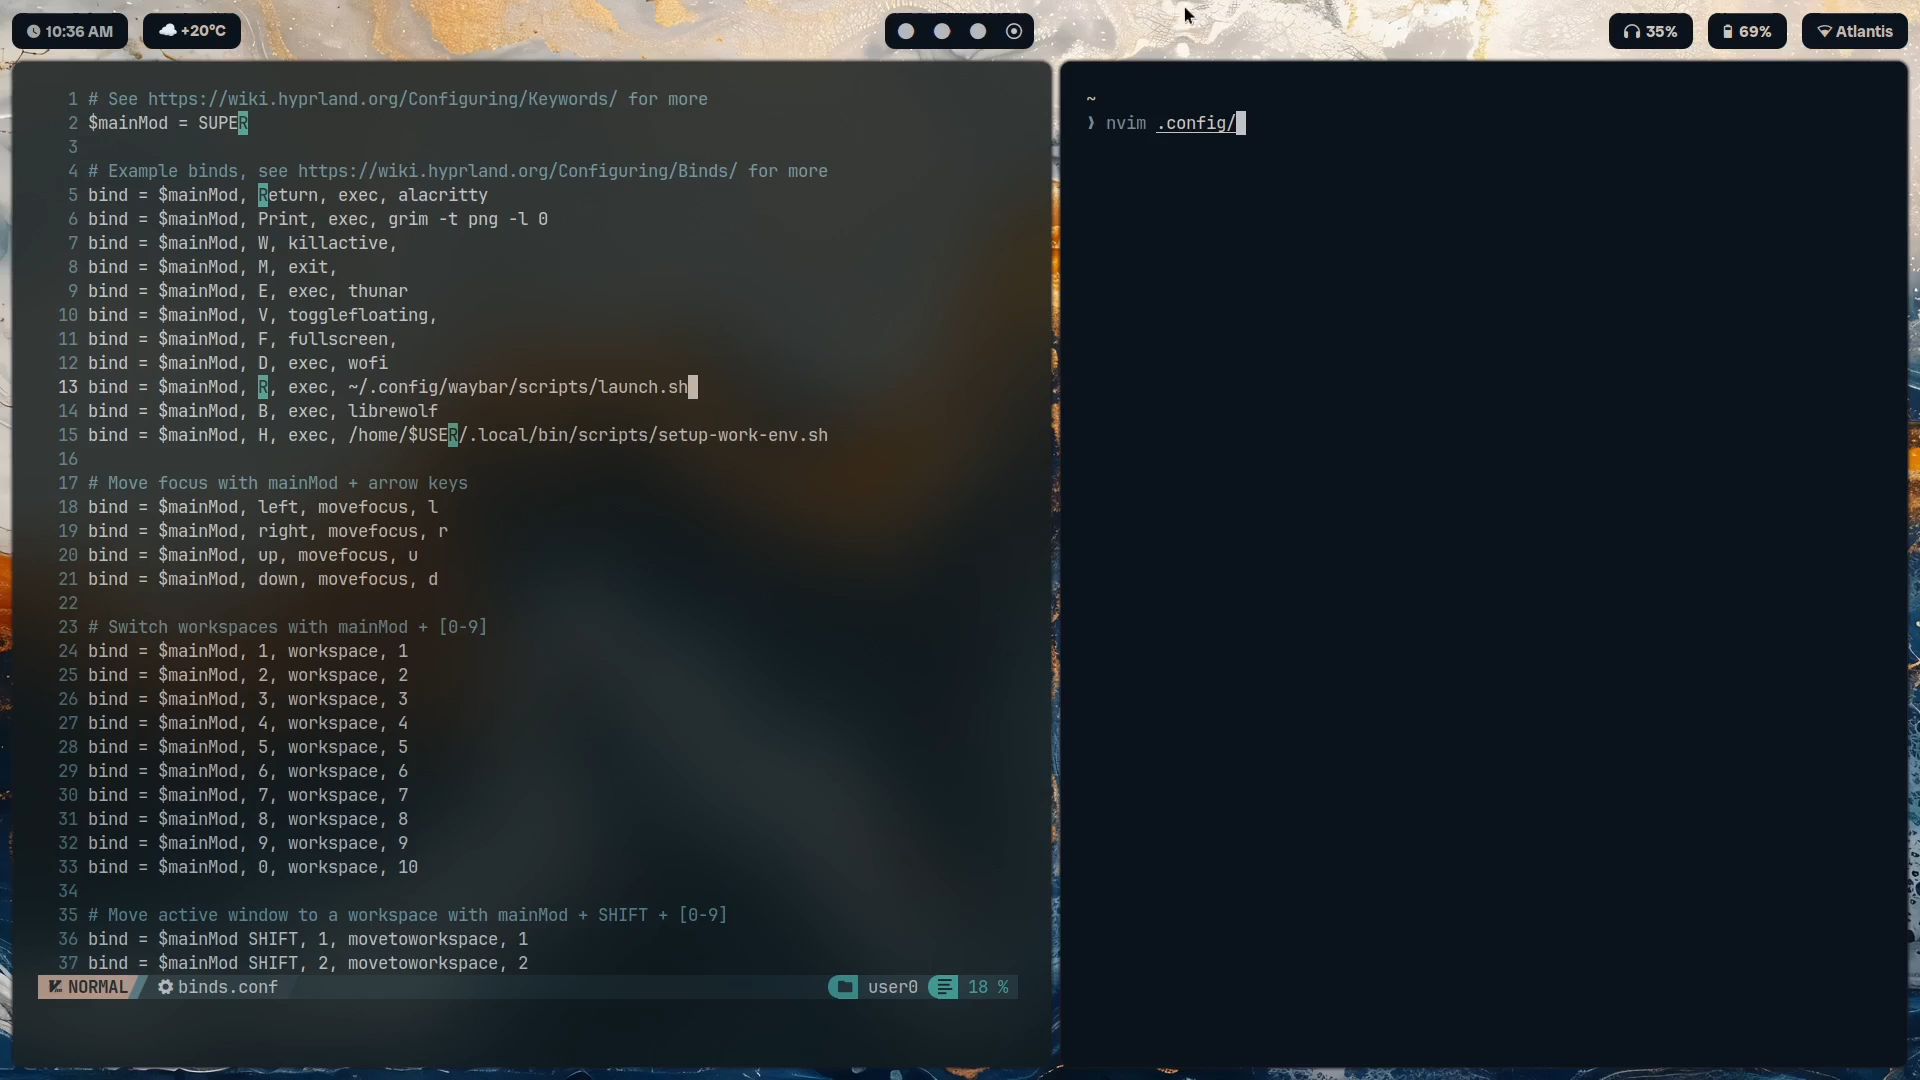 10:36 AM
+20°C
35%
69%
Atlantis
1 # See https://wiki.hyprland.org/Configuring/Keywords/ for more
2 $mainMod = SUPER
3
4 # Example binds, see https://wiki.hyprland.org/Configuring/Binds/ for more
5 bind = $mainMod, Return, exec, alacritty
6 bind = $mainMod, Print, exec, grim -t png -l 0
7 bind = $mainMod, W, killactive,
8 bind = $mainMod, M, exit,
9 bind = $mainMod, E, exec, thunar
10 bind = $mainMod, V, togglefloating,
11 bind = $mainMod, F, fullscreen,
12 bind = $mainMod, D, exec, wofi
13 bind = $mainMod, R, exec, ~/.config/waybar/scripts/launch.sh
14 bind = $mainMod, B, exec, librewolf
15 bind = $mainMod, H, exec, /home/$USER/.local/bin/scripts/setup-work-env.sh
16
17 # Move focus with mainMod + arrow keys
18 bind = $mainMod, left, movefocus, l
19 bind = $mainMod, right, movefocus, r
20 bind = $mainMod, up, movefocus, u
21 bind = $mainMod, down, movefocus, d
22
23 # Switch workspaces with mainMod + [0-9]
24 bind = $mainMod, 1, workspace, 1
25 bind = $mainMod, 2, workspace, 2
26 bind = $mainMod, 3, workspace, 3
27 bind = $mainMod, 4, workspace, 4
28 bind = $mainMod, 5, workspace, 5
29 bind = $mainMod, 6, workspace, 6
30 bind = $mainMod, 7, workspace, 7
31 bind = $mainMod, 8, workspace, 8
32 bind = $mainMod, 9, workspace, 9
33 bind = $mainMod, 0, workspace, 10
34
35 # Move active window to a workspace with mainMod + SHIFT + [0-9]
36 bind = $mainMod SHIFT, 1, movetoworkspace, 1
37 bind = $mainMod SHIFT, 2, movetoworkspace, 2
NORMAL binds.conf user0 18 %
~
❯ nvim .config/